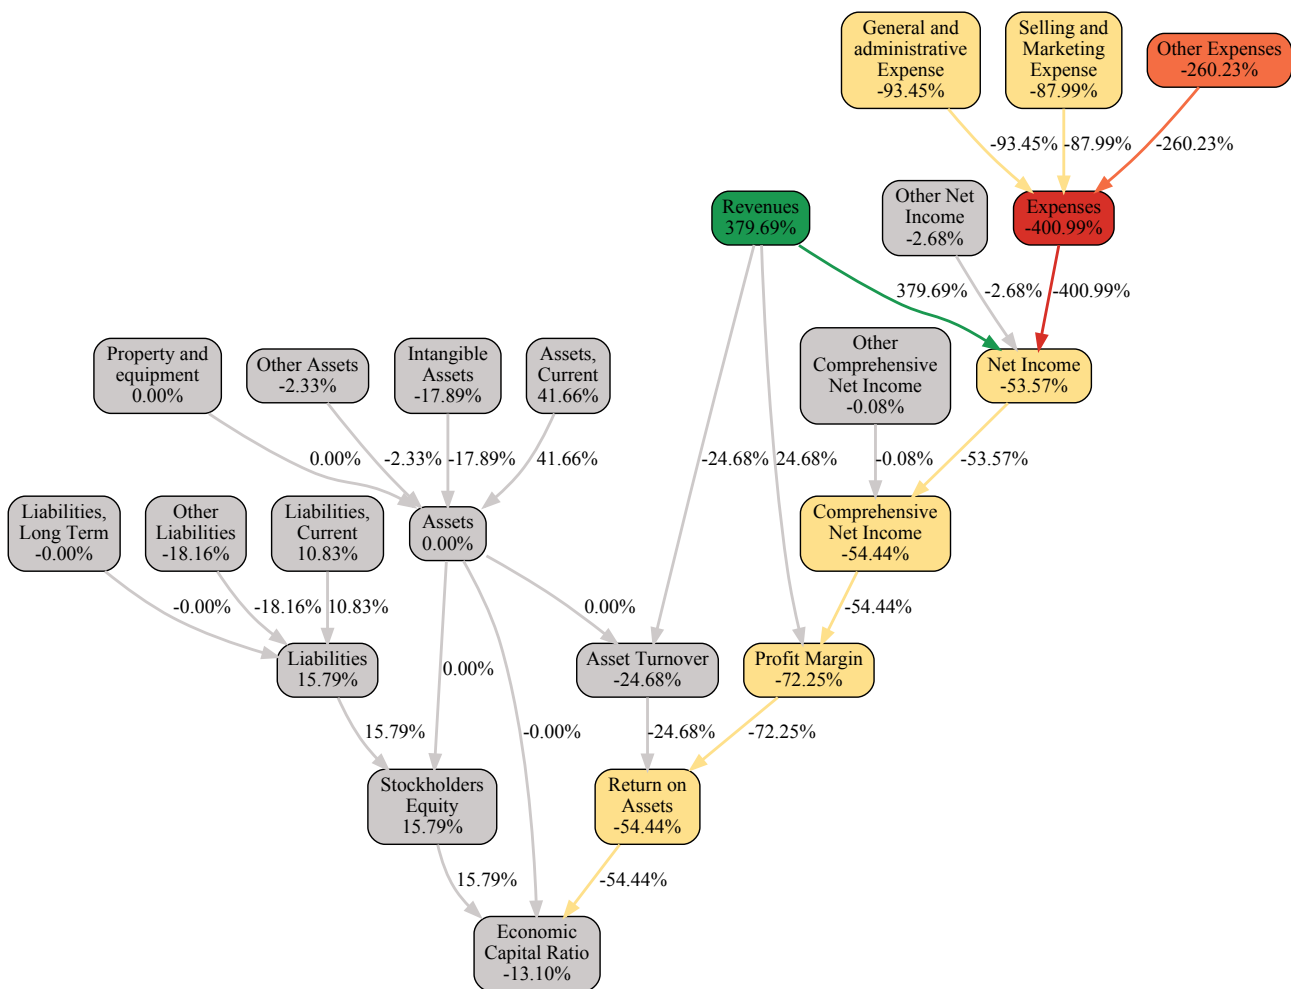 General and
administrative
Expense
-93.45%
Selling and
Marketing
Expense
-87.99%
Other Expenses
-260.23%
-93.45%
-87.99%
-260.23%
Revenues
379.69%
Other Net
Income
-2.68%
Expenses
-400.99%
379.69%
-2.68%
-400.99%
Property and
equipment
0.00%
Other Assets
-2.33%
Intangible
Assets
-17.89%
Assets,
Current
41.66%
Other
Comprehensive
Net Income
-0.08%
Net Income
-53.57%
0.00%
-2.33%
-17.89%
41.66%
-24.68%
24.68%
-0.08%
-53.57%
Liabilities,
Long Term
-0.00%
Other
Liabilities
-18.16%
Liabilities,
Current
10.83%
Assets
0.00%
Comprehensive
Net Income
-54.44%
-0.00%
-18.16%
10.83%
0.00%
-54.44%
Liabilities
15.79%
0.00%
Asset Turnover
-24.68%
Profit Margin
-72.25%
15.79%
-0.00%
-24.68%
-72.25%
Stockholders
Equity
15.79%
Return on
Assets
-54.44%
15.79%
-54.44%
Economic
Capital Ratio
-13.10%